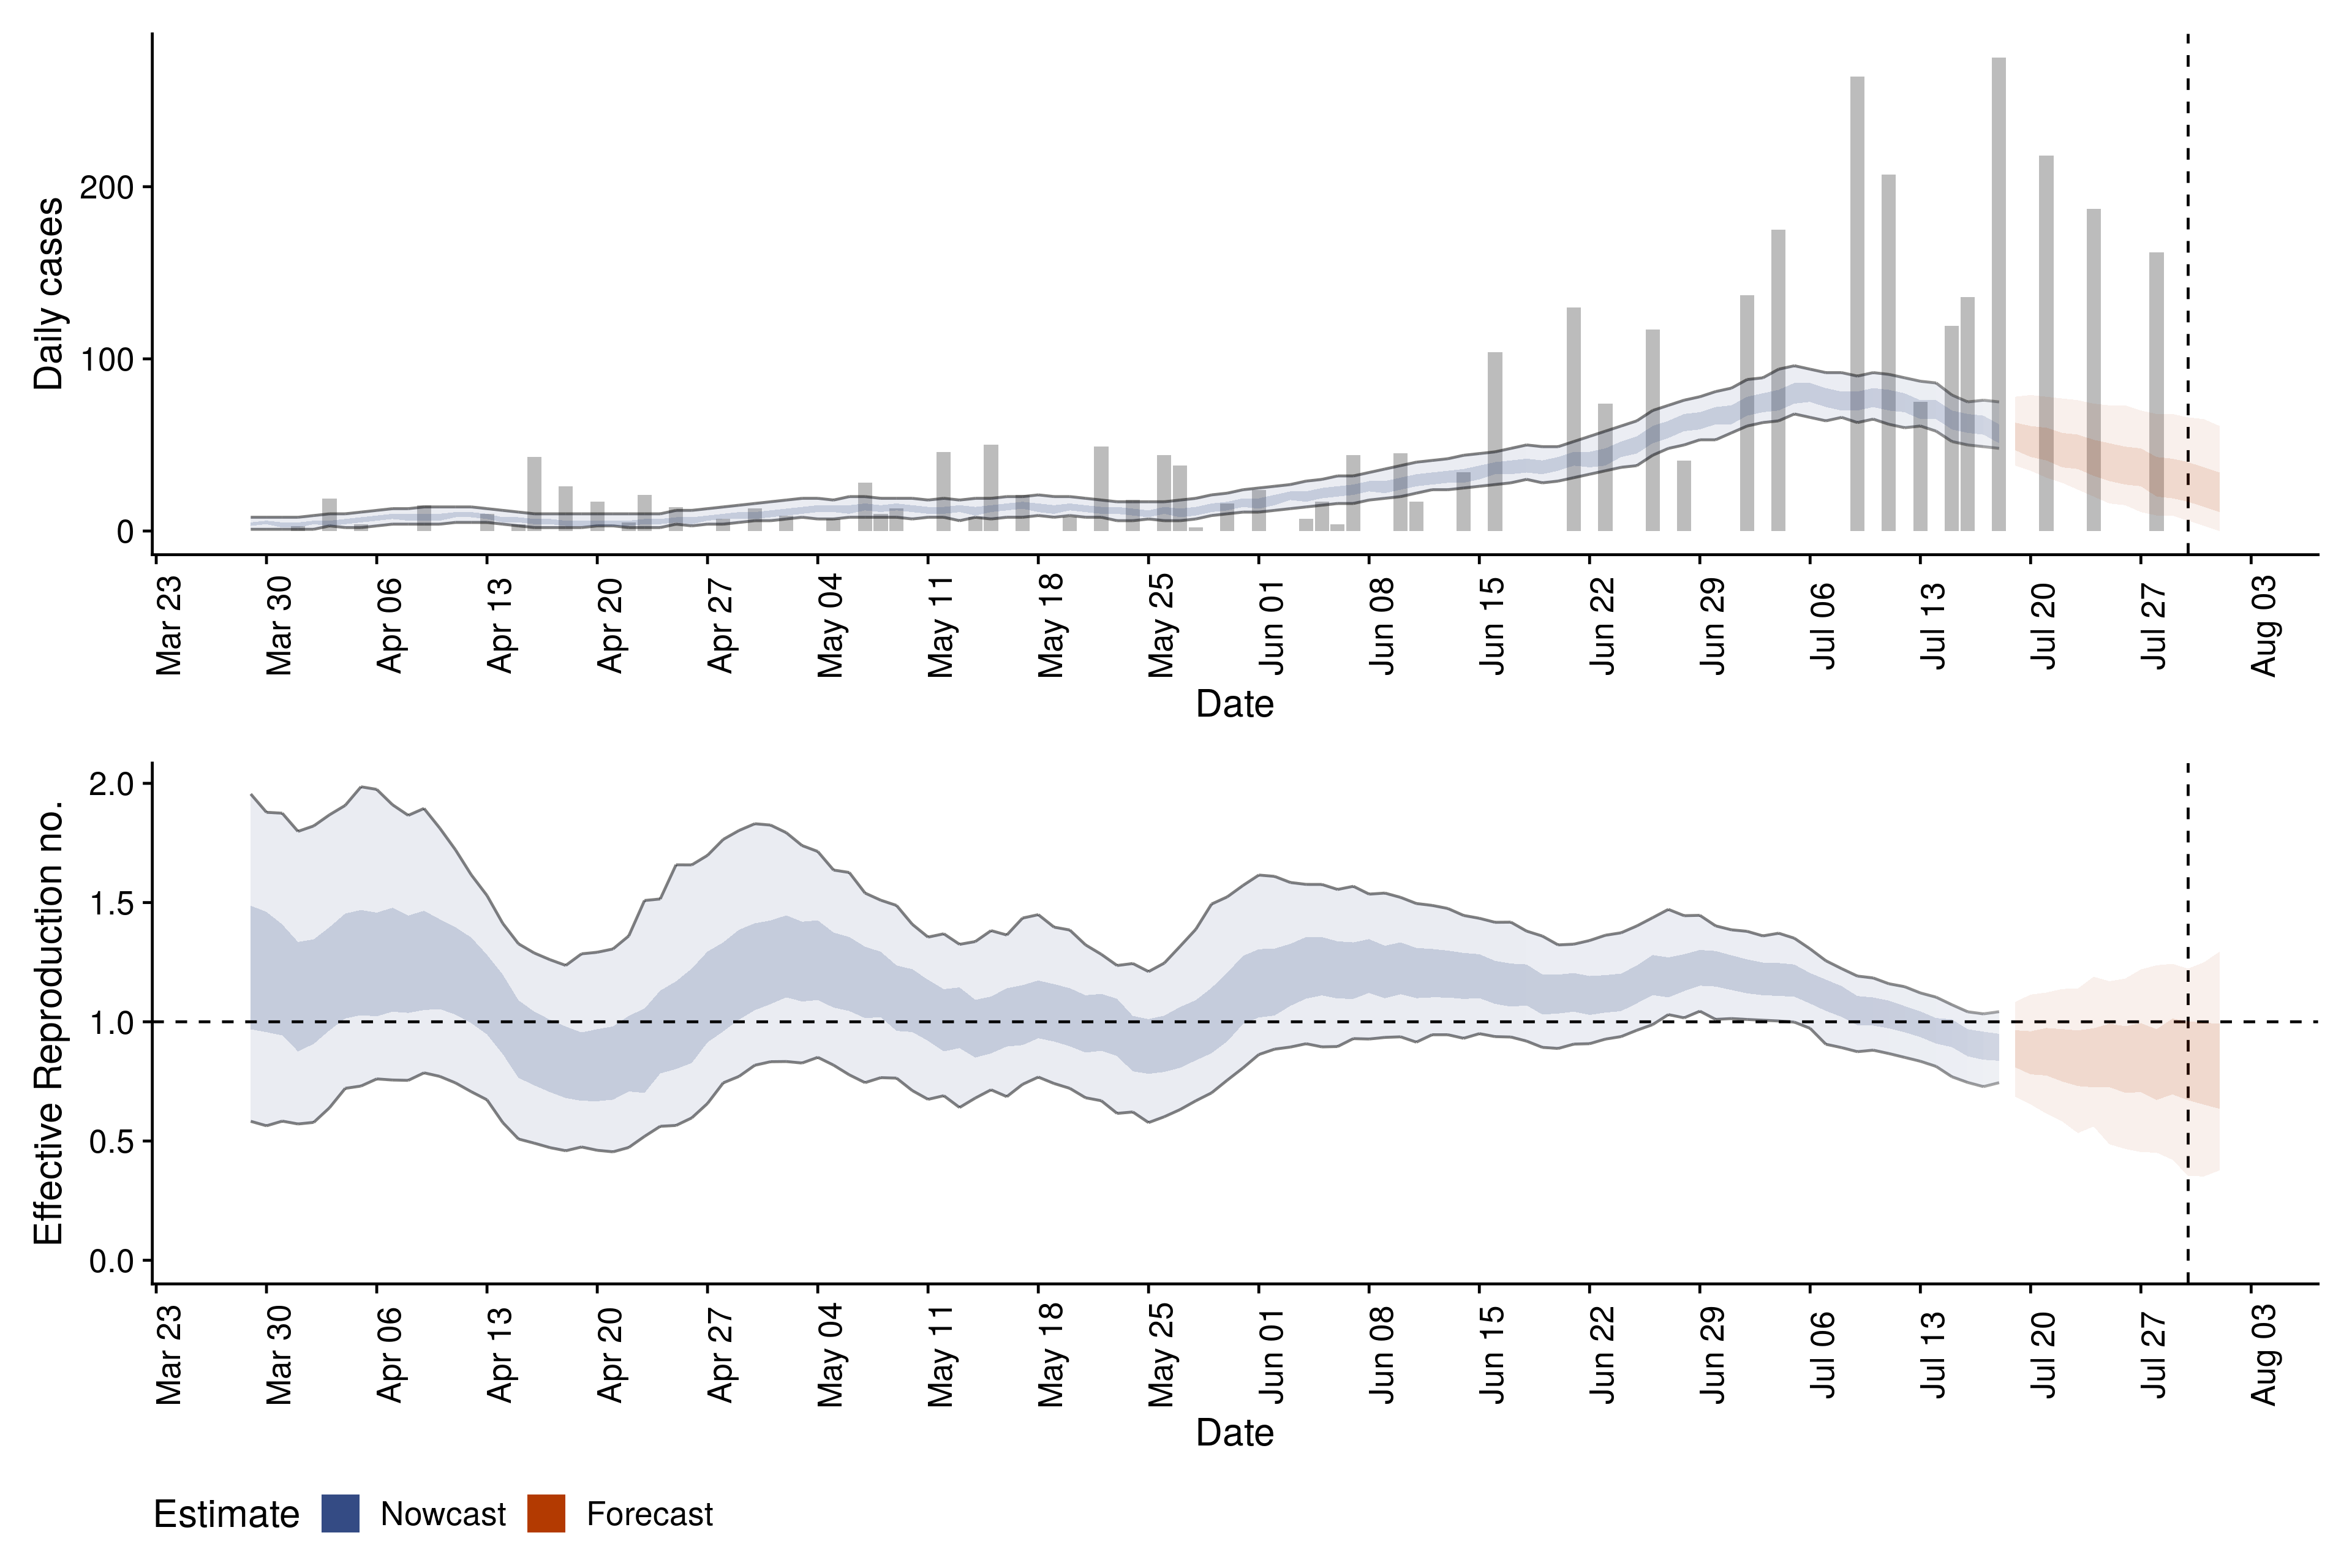 Daily cases
200
100
0
Mar 23
Mar 30
Apr 06
Apr 13
Apr 20
Apr 27
May 04
May 11
May 18
May 25
Jun 01
Jun 08
Jun 15
Jun 22
Jun 29
Jul 06
Jul 13
Jul 20
Jul 27
Aug 03
Date
Effective Reproduction no.
2.0
1.5
1.0
0.5
0.0
Mar 23
Mar 30
Apr 06
Apr 13
Apr 20
Apr 27
May 04
May 11
May 18
May 25
Jun 01
Jun 08
Jun 15
Jun 22
Jun 29
Jul 06
Jul 13
Jul 20
Jul 27
Aug 03
Date
Estimate Nowcast Forecast